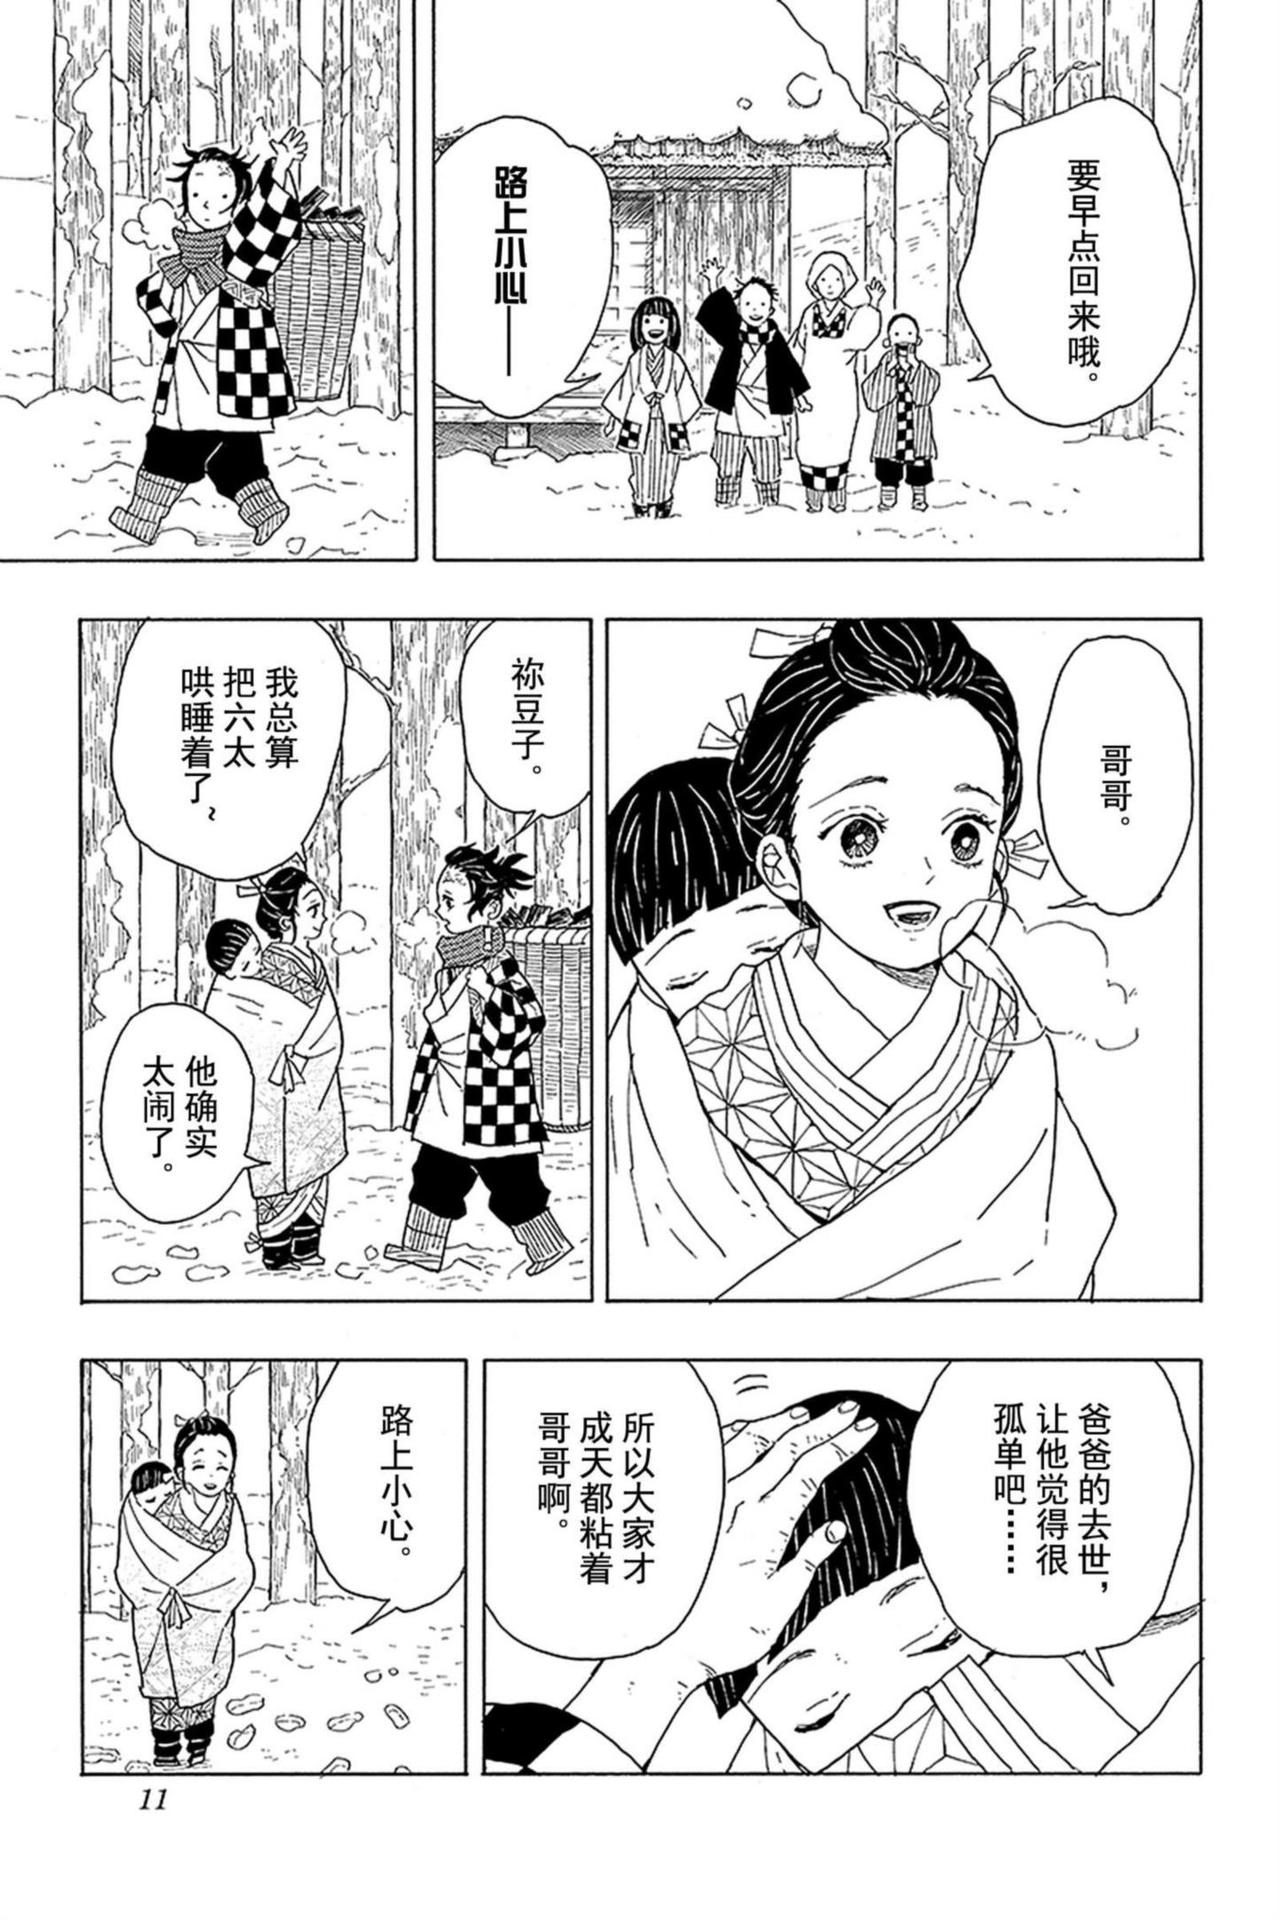 要早点回来哦。
路上小心——
哥哥。
祢豆子。
我总算
把六太
哄睡着了~
他确实
太闹了。
爸爸的去世，
让他觉得很
孤单吧……
所以大家才
成天都粘着
哥哥啊。
路上小心。
11